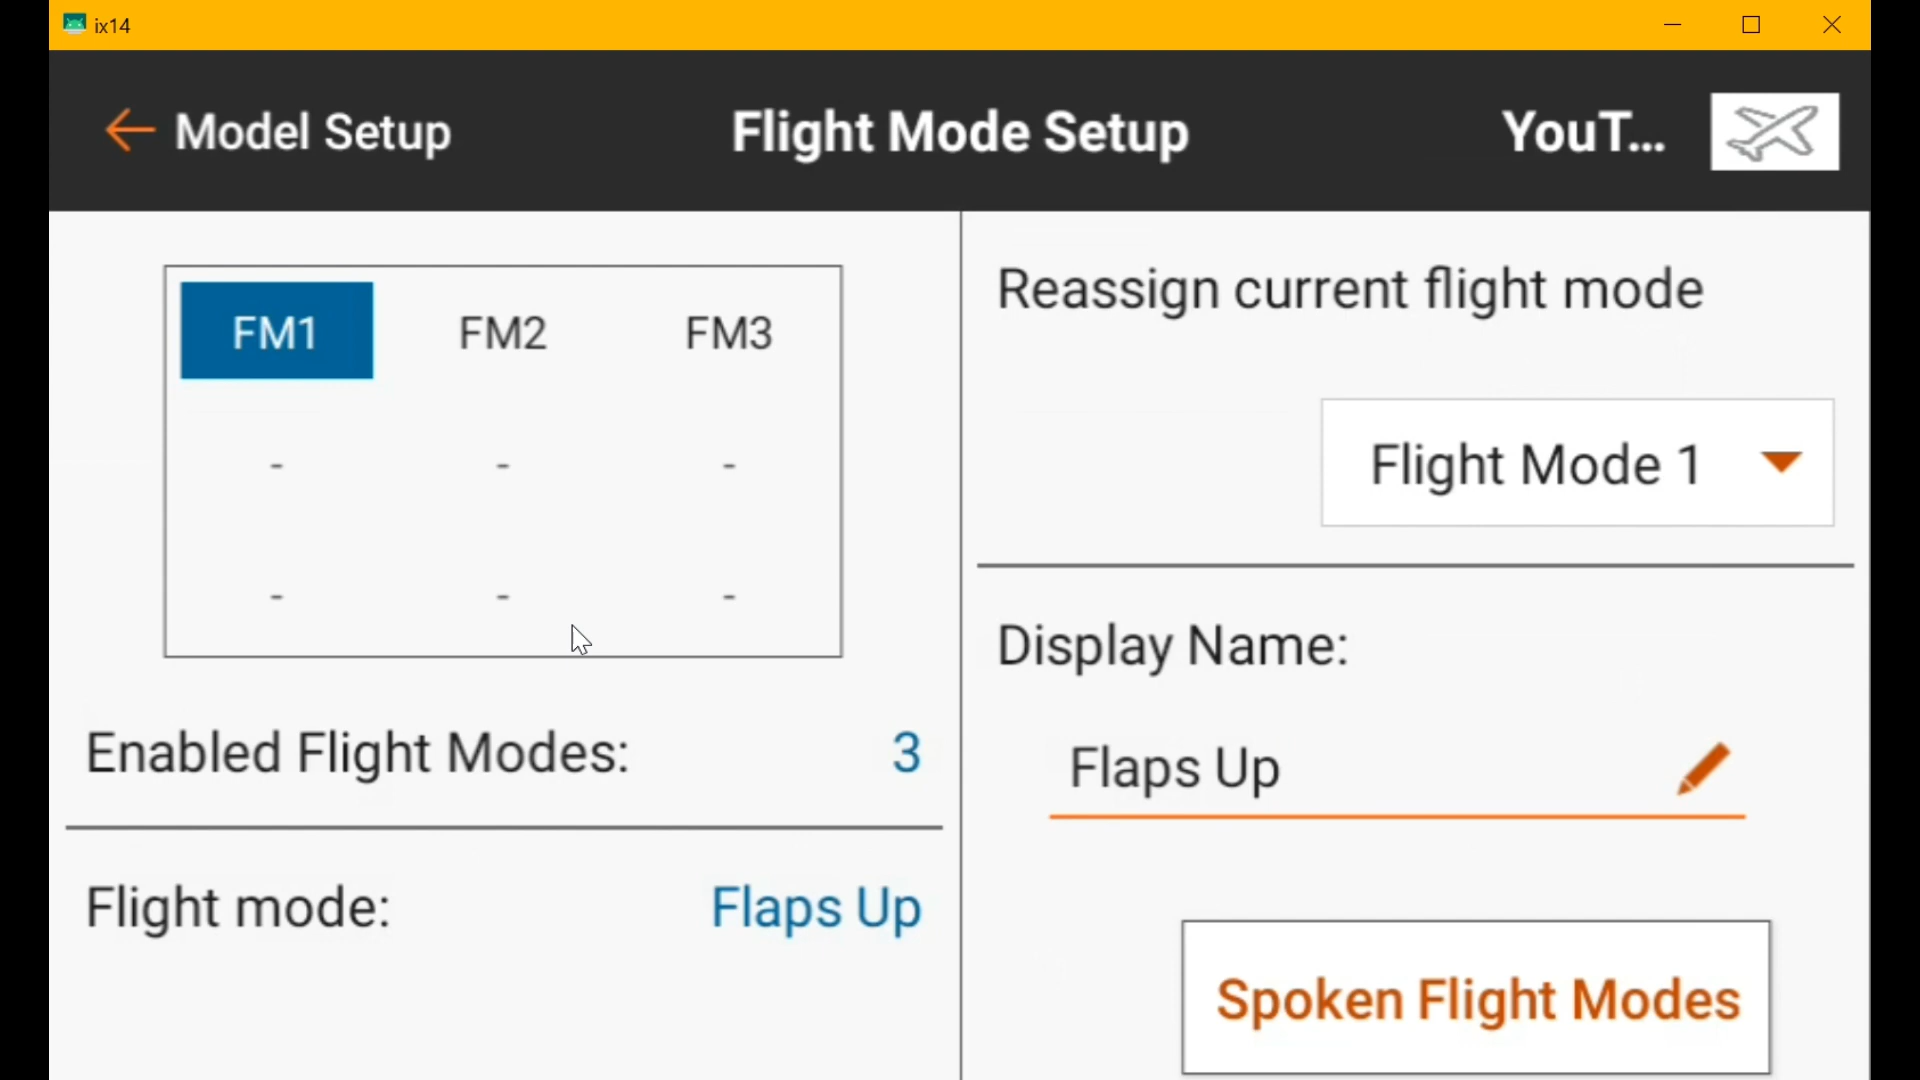 ix14
Model Setup
Flight Mode Setup
YouT...
FM1 FM2 FM3
- - -
- - -
Enabled Flight Modes: 3
Flight mode: Flaps Up
Reassign current flight mode
Flight Mode 1
Display Name:
Flaps Up
Spoken Flight Modes